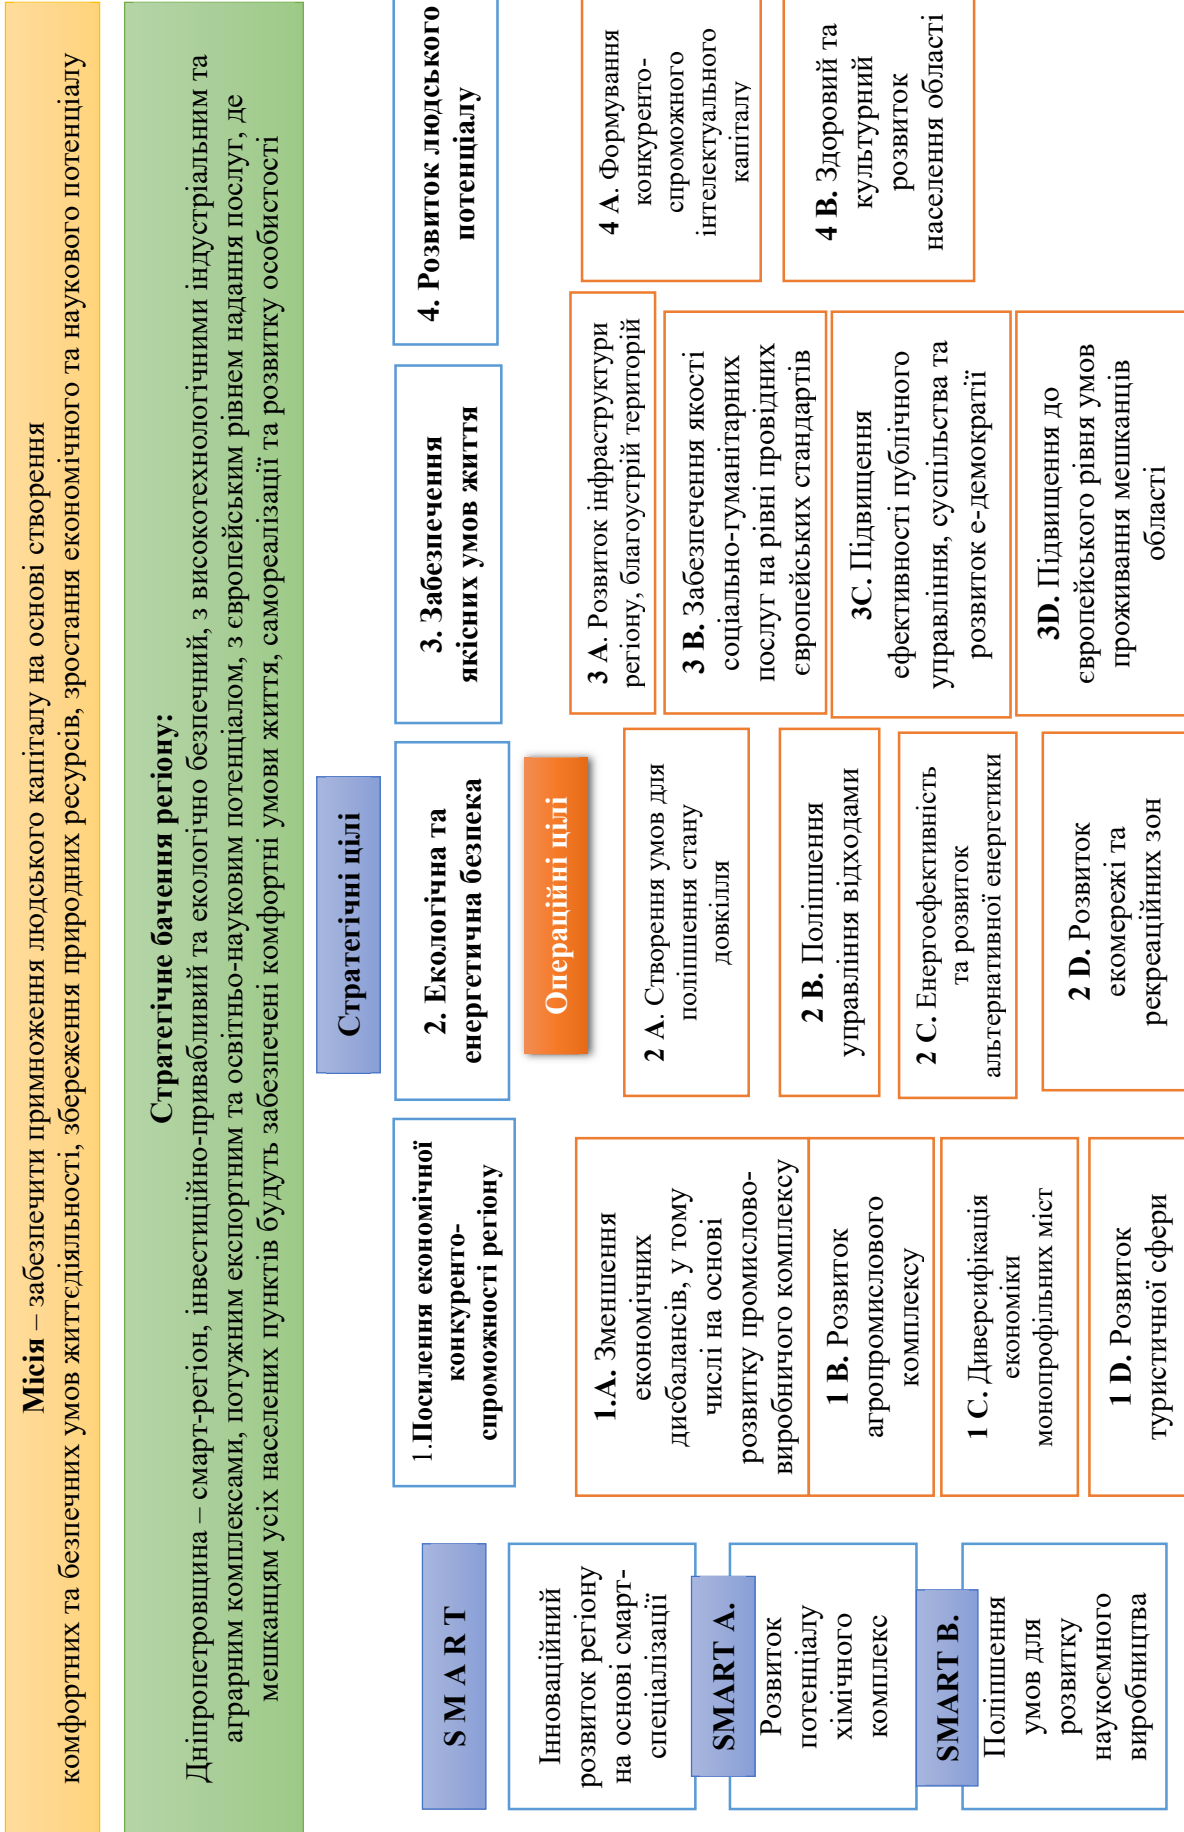 Місія – забезпечити примноження людського капіталу на основі створення
комфортних та безпечних умов життєдіяльності, збереження природних ресурсів, зростання економічного та наукового потенціалу
Стратегічне бачення регіону:
Дніпропетровщина – смарт-регіон, інвестиційно-привабливий та екологічно безпечний, з високотехнологічними індустріальним та
аграрним комплексами, потужним експортним та освітньо-науковим потенціалом, з європейським рівнем надання послуг, де
мешканцям усіх населених пунктів будуть забезпечені комфортні умови життя, самореалізації та розвитку особистості
Стратегічні цілі
S M A R T
Інноваційний
розвиток регіону
на основі смарт-
спеціалізації
SMART A.
Розвиток
потенціалу
хімічного
комплекс
SMART B.
Поліпшення
умов для
розвитку
наукоємного
виробництва
1.Посилення економічної
конкуренто-
спроможності регіону
2. Екологічна та
енергетична безпека
3. Забезпечення
якісних умов життя
4. Розвиток людського
потенціалу
Операційні цілі
1.А. Зменшення
економічних
дисбалансів, у тому
числі на основі
розвитку промислово-
виробничого комплексу
1 В. Розвиток
агропромислового
комплексу
1 С. Диверсифікація
економіки
монопрофільних міст
1 D. Розвиток
туристичної сфери
2 А. Створення умов для
поліпшення стану
довкілля
2 В. Поліпшення
управління відходами
2 С. Енергоефективність
та розвиток
альтернативної енергетики
2 D. Розвиток
екомережі та
рекреаційних зон
3 А. Розвиток інфраструктури
регіону, благоустрій територій
3 В. Забезпечення якості
соціально-гуманітарних
послуг на рівні провідних
європейських стандартів
3С. Підвищення
ефективності публічного
управління, суспільства та
розвиток е-демократії
3D. Підвищення до
європейського рівня умов
проживання мешканців
області
4 А. Формування
конкуренто-
спроможного
інтелектуального
капіталу
4 В. Здоровий та
культурний
розвиток
населення області